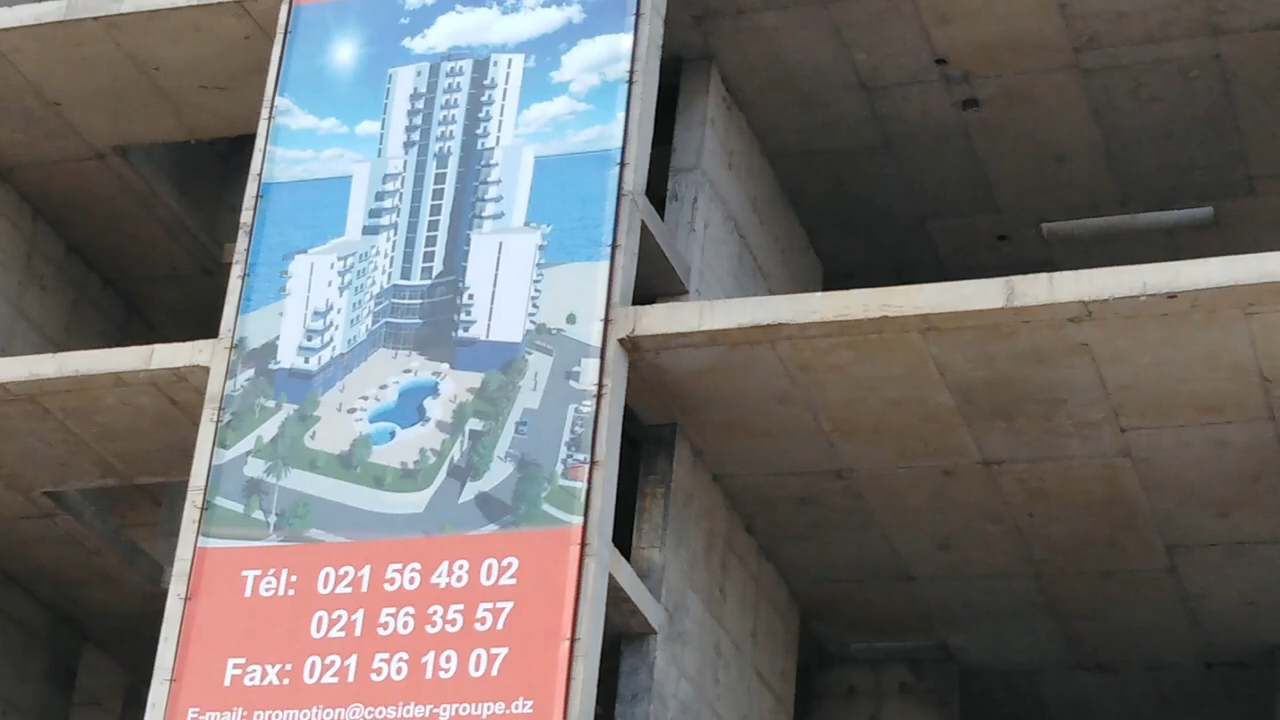 Tél: 021 56 48 02
021 56 35 57
Fax: 021 56 19 07
E-mail: promotion@cosider-groupe.dz